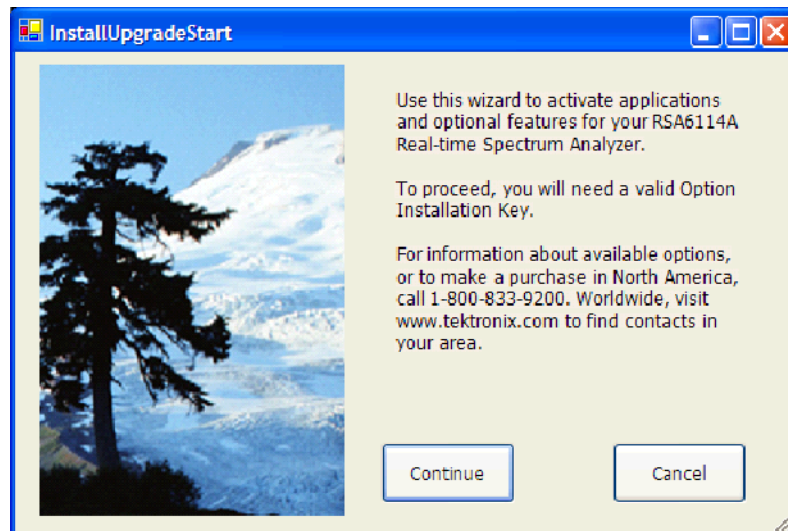 InstallUpgradeStart
Use this wizard to activate applications
and optional features for your RSA6114A
Real-time Spectrum Analyzer.
To proceed, you will need a valid Option
Installation Key.
For information about available options,
or to make a purchase in North America,
call 1-800-833-9200. Worldwide, visit
www.tektronix.com to find contacts in
your area.
Continue
Cancel